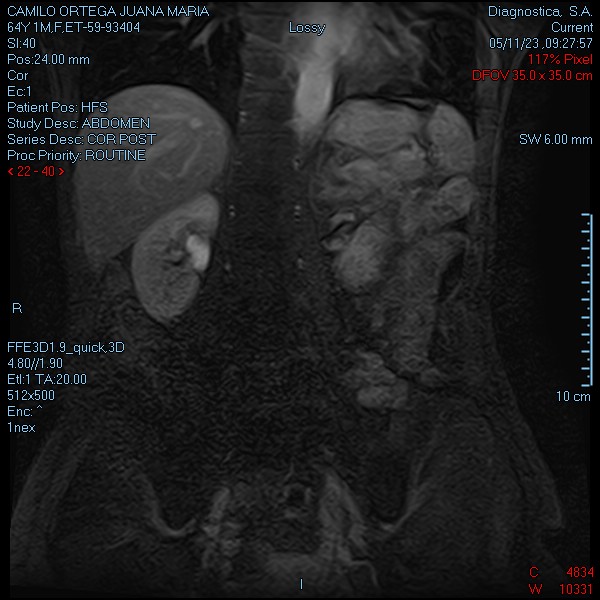 CAMILO ORTEGA JUANA MARIA
64Y 1M,F,ET-59-93404
Sl:40
Pos:24.00 mm
Cor
Ec:1
Patient Pos: HFS
Study Desc: ABDOMEN
Series Desc: COR POST
Proc Priority: ROUTINE
< 22 - 40 >
Lossy
Diagnostica, S.A.
Current
05/11/23 ,09:27:57
117% Pixel
DFOV 35.0 x 35.0 cm
SW 6.00 mm
R
FFE3D1.9_quick,3D
4.80//1.90
Etl:1 TA:20.00
512x500
Enc: ^
1nex
10 cm
I
C 4834
W 10331